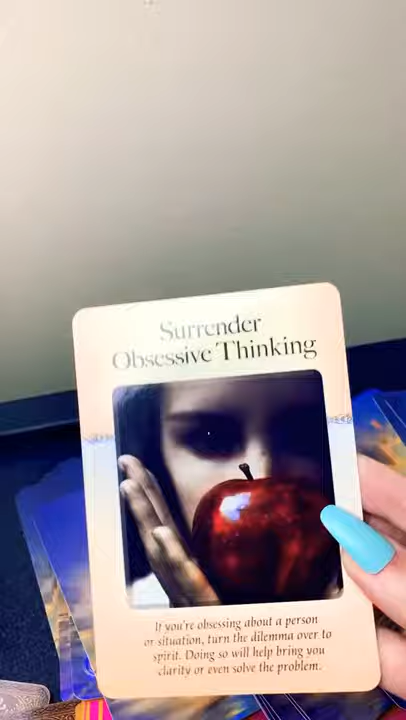 Surrender
Obsessive Thinking
If you're obsessing about a person
or situation, turn the dilemma over to
spirit. Doing so will help bring you
clarity or even solve the problem.